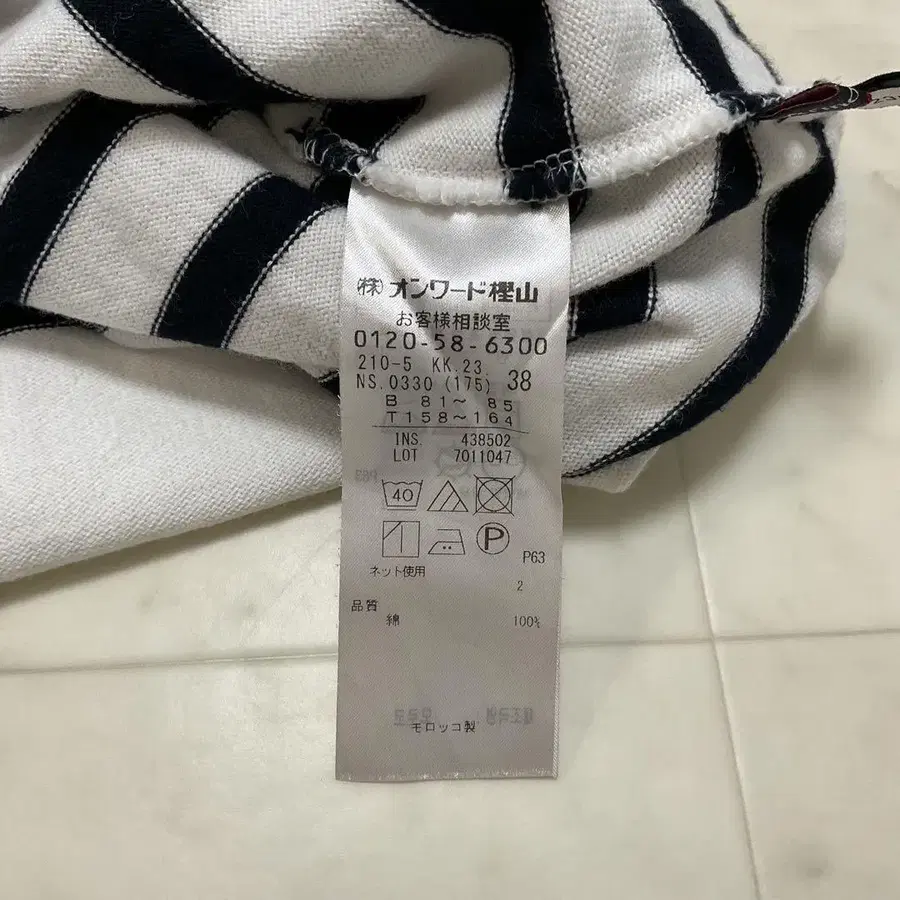 (株)オンワード樫山
お客様相談室
0120-58-6300
210-5 KK.23.
NS.0330 (175) 38
B 81～ 85
T158～164
INS. 438502
LOT 7011047
40
P
P63
ネット使用
2
品質
綿 100%
モロッコ製